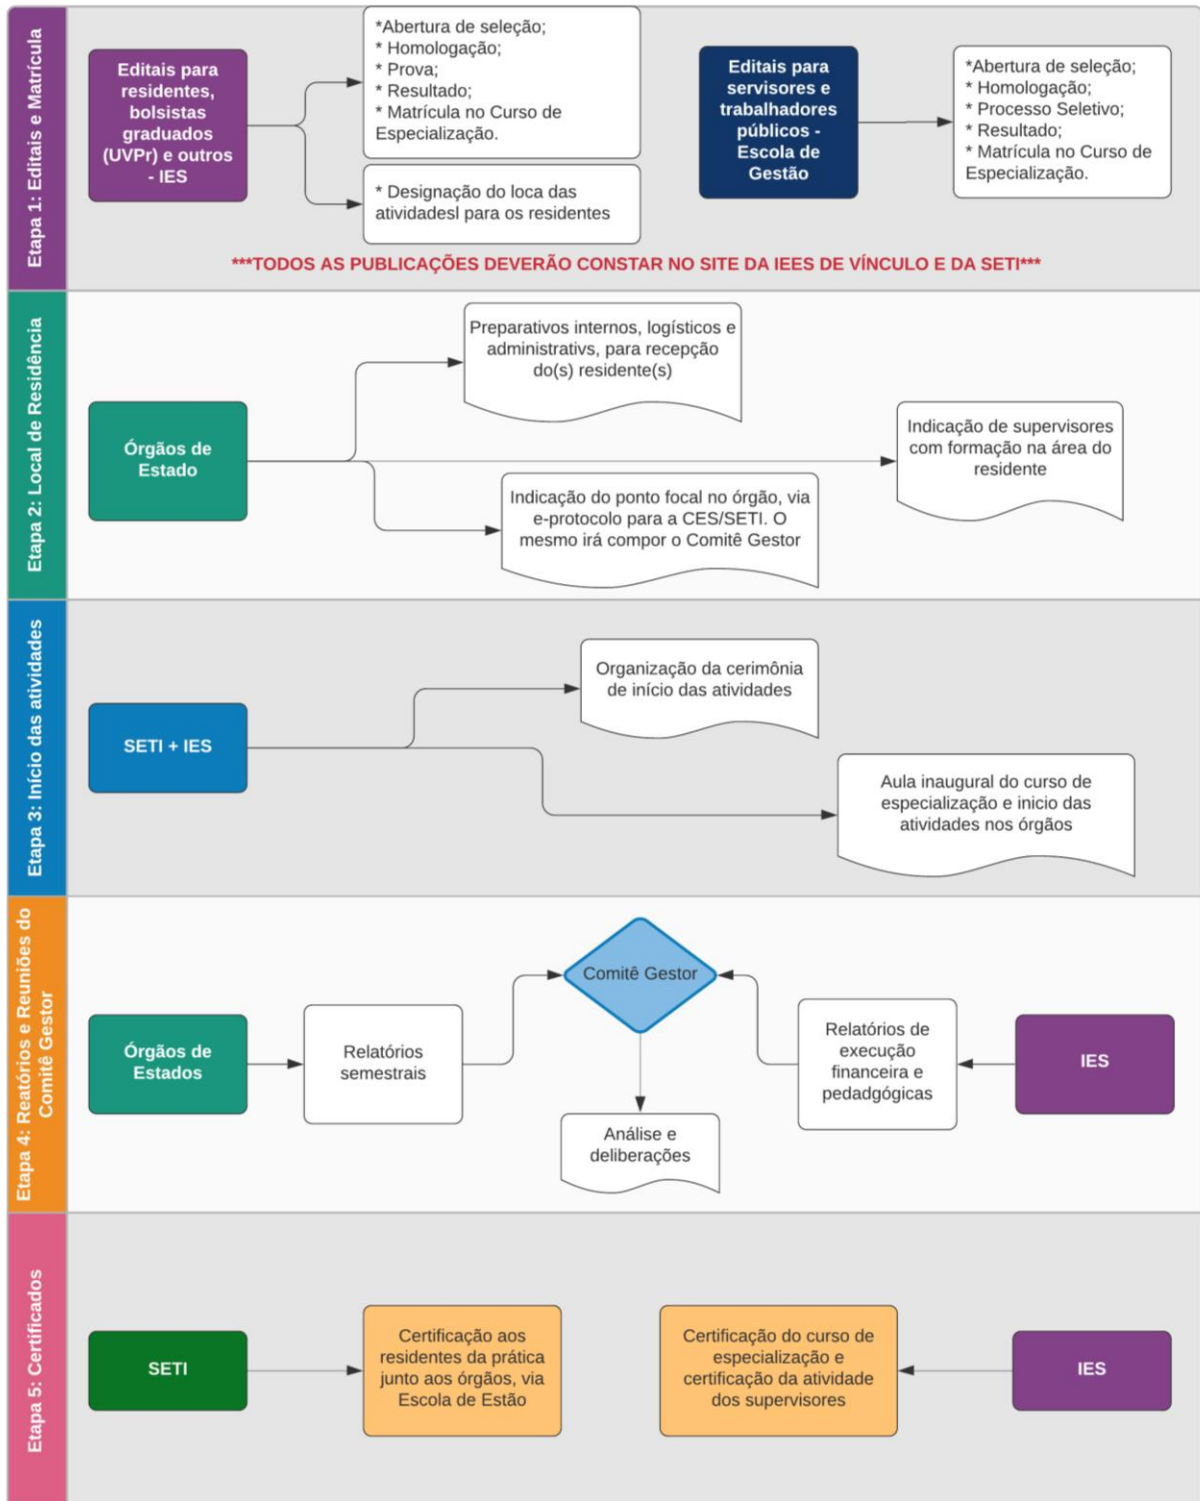 Etapa 1: Editais e Matrícula
Editais para
residentes,
bolsistas
graduados
(UVPr) e outros
- IES
*Abertura de seleção;
* Homologação;
* Prova;
* Resultado;
* Matrícula no Curso de
Especialização.
* Designação do loca das
atividadesl para os residentes
Editais para
servisores e
trabalhadores
públicos -
Escola de
Gestão
*Abertura de seleção;
* Homologação;
* Processo Seletivo;
* Resultado;
* Matrícula no Curso de
Especialização.
***TODOS AS PUBLICAÇÕES DEVERÃO CONSTAR NO SITE DA IEES DE VÍNCULO E DA SETI***
Etapa 2: Local de Residência
Órgãos de
Estado
Preparativos internos, logísticos e
administrativs, para recepção
do(s) residente(s)
Indicação de supervisores
com formação na área do
residente
Indicação do ponto focal no órgão, via
e-protocolo para a CES/SETI. O
mesmo irá compor o Comitê Gestor
Etapa 3: Início das atividades
SETI + IES
Organização da cerimônia
de início das atividades
Aula inaugural do curso de
especialização e inicio das
atividades nos órgãos
Etapa 4: Reatórios e Reuniões do
Comitê Gestor
Órgãos de
Estados
Relatórios
semestrais
Comitê Gestor
Análise e
deliberações
Relatórios de
execução
financeira e
pedadgógicas
IES
Etapa 5: Certificados
SETI
Certificação aos
residentes da prática
junto aos órgãos, via
Escola de Estão
Certificação do curso de
especialização e
certificação da atividade
dos supervisores
IES